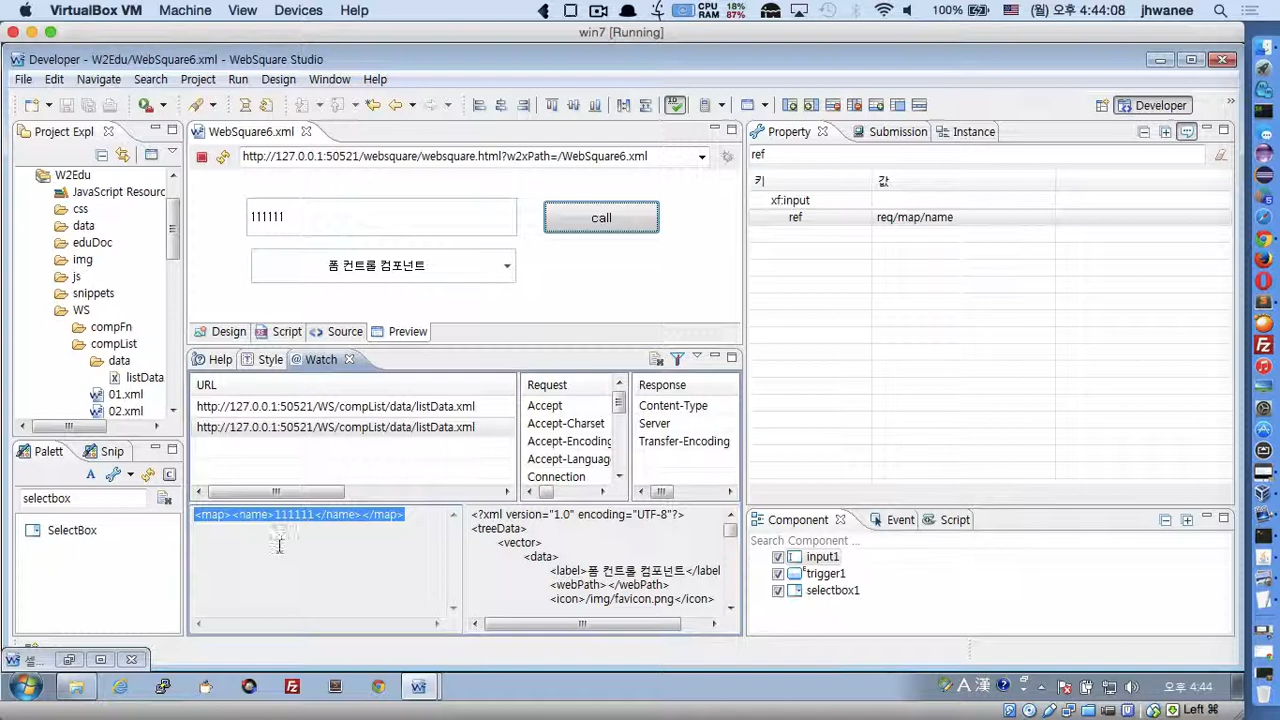 VirtualBox VM Machine View Devices Help CPU 18% RAM 87% 100% (월) 오후 4:44:08 jhwanee
win7 [Running]
Developer - W2Edu/WebSquare6.xml - WebSquare Studio
File Edit Navigate Search Project Run Design Window Help
Developer
Project Expl
WebSquare6.xml
Property Submission Instance
http://127.0.0.1:50521/websquare/websquare.html?w2xPath=/WebSquare6.xml
ref
W2Edu
JavaScript Resourc
css
data
eduDoc
img
js
snippets
WS
compFn
compList
data
listData
01.xml
02.xml
111111
call
폼 컨트롤 컴포넌트
키 값
xf:input
ref req/map/name
Design Script Source Preview
Help Style Watch
URL
http://127.0.0.1:50521/WS/compList/data/listData.xml
http://127.0.0.1:50521/WS/compList/data/listData.xml
Request
Accept
Accept-Charset
Accept-Encoding
Accept-Languag
Connection
Response
Content-Type
Server
Transfer-Encoding
Palett Snip
selectbox
SelectBox
<map><name>111111</name></map>
<?xml version="1.0" encoding="UTF-8"?>
<treeData>
<vector>
<data>
<label>폼 컨트롤 컴포넌트</label
<webPath></webPath>
<icon>/img/favicon.png</icon>
Component Event Script
Search Component ...
input1
trigger1
selectbox1
셀...
A 漢
오후 4:44
Left ⌘